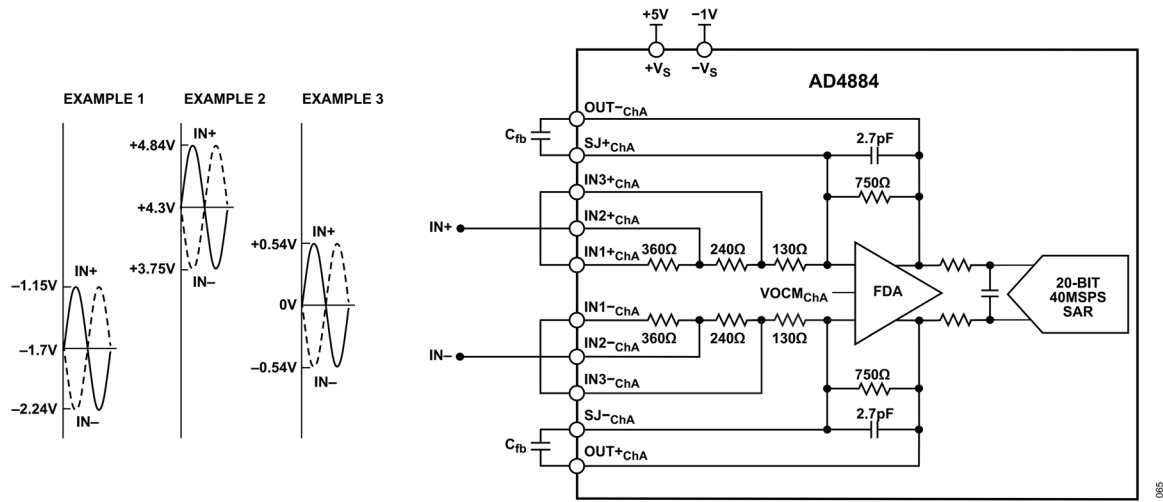 EXAMPLE 1
IN+
−1.15V
−1.7V
−2.24V
IN−
EXAMPLE 2
IN+
+4.84V
+4.3V
+3.75V
IN−
EXAMPLE 3
IN+
+0.54V
0V
−0.54V
IN−
+5V
−1V
+VS
−VS
AD4884
OUT−ChA
Cfb
SJ+ChA
2.7pF
750Ω
IN3+ChA
IN2+ChA
IN+
IN1+ChA
360Ω
240Ω
130Ω
VOCMChA
FDA
20-BIT
40MSPS
SAR
IN1−ChA
360Ω
240Ω
130Ω
IN−
IN2−ChA
IN3−ChA
750Ω
SJ−ChA
2.7pF
Cfb
OUT+ChA
065